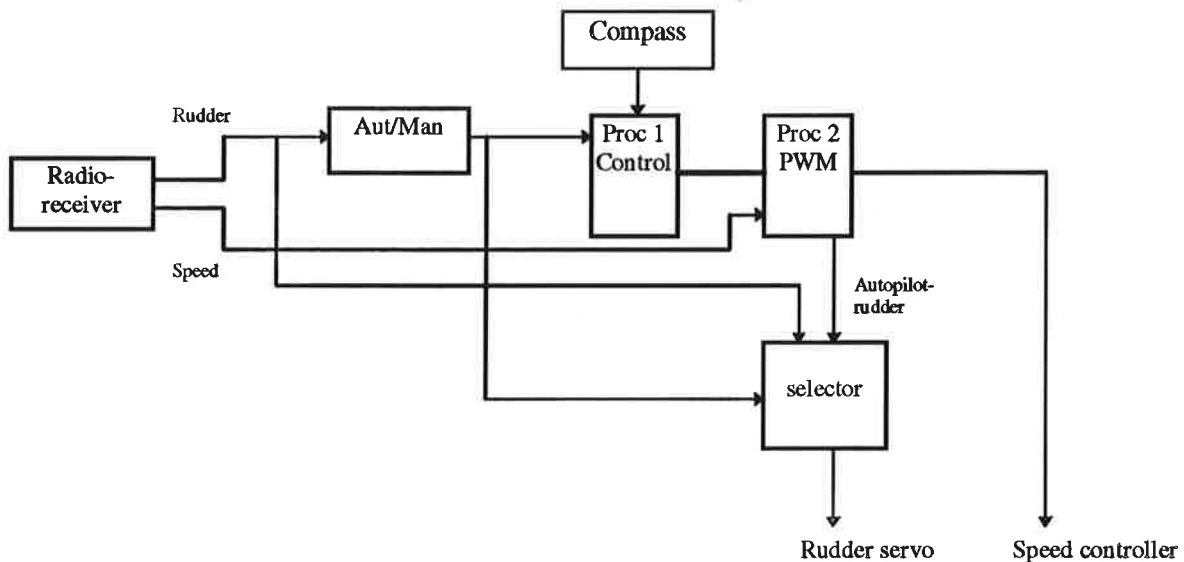 Compass
Rudder
Aut/Man
Proc 1
Control
Proc 2
PWM
Radio-
receiver
Speed
Autopilot-
rudder
selector
Rudder servo
Speed controller